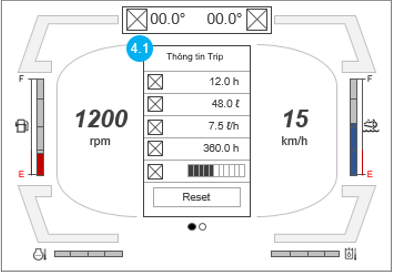 00.0° 00.0°
4.1
Thông tin Trip
12.0 h
48.0 ℓ
7.5 ℓ/h
360.0 h
Reset
F
E
1200
rpm
15
km/h
F
E